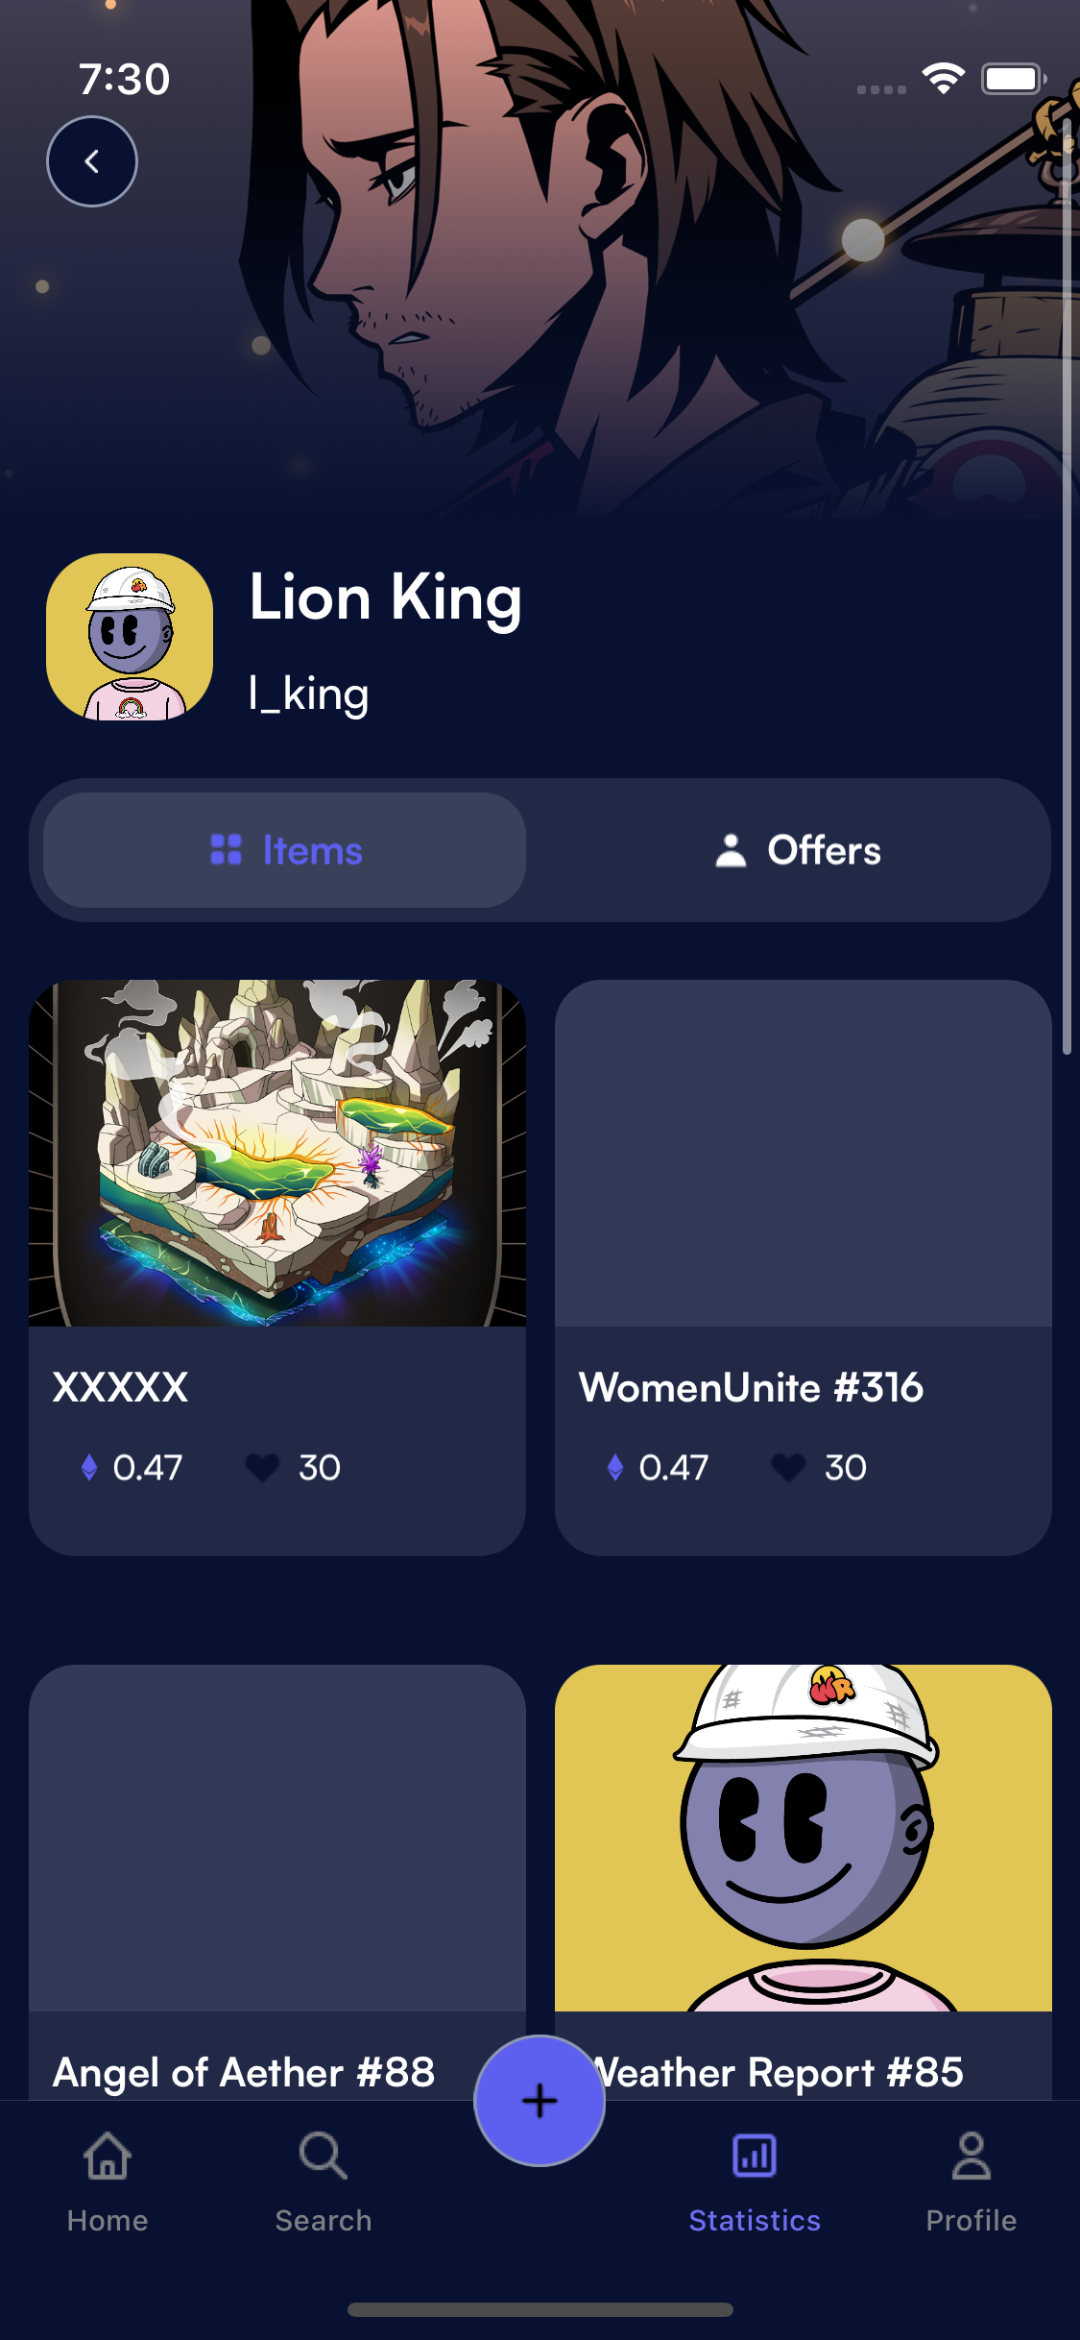 7:30
Lion King
l_king
Items
Offers
XXXXX
0.47
30
WomenUnite #316
0.47
30
WR
Angel of Aether #88
Weather Report #85
Home
Search
Statistics
Profile